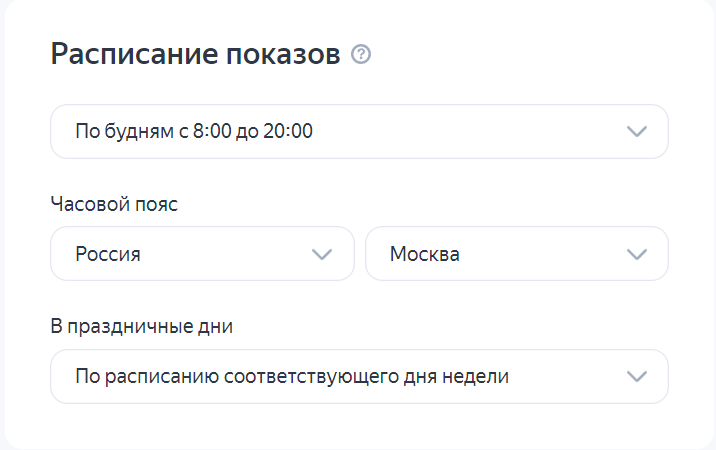 Расписание показов ?
По будням с 8:00 до 20:00
Часовой пояс
Россия
Москва
В праздничные дни
По расписанию соответствующего дня недели